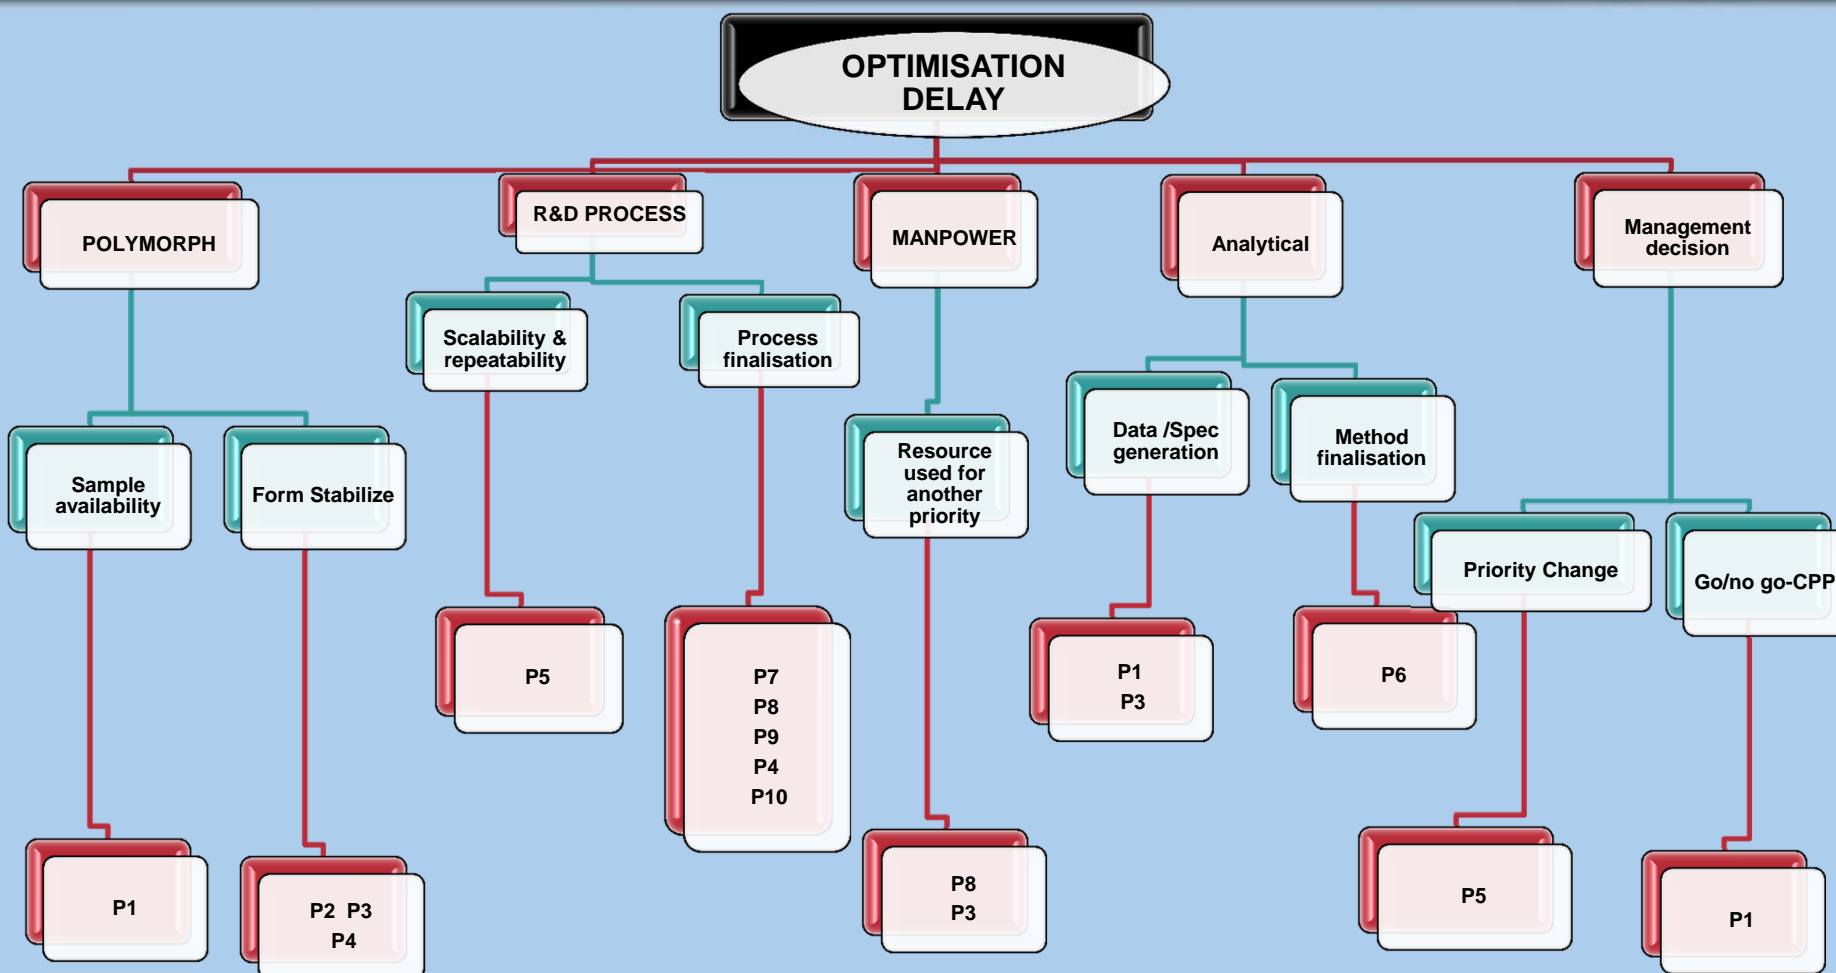 OPTIMISATION
DELAY
POLYMORPH
R&D PROCESS
MANPOWER
Analytical
Management
decision
Scalability &
repeatability
Process
finalisation
Sample
availability
Form Stabilize
Resource
used for
another
priority
Data /Spec
generation
Method
finalisation
Priority Change
Go/no go-CPP
P5
P7
P8
P9
P4
P10
P1
P3
P6
P1
P2 P3
P4
P8
P3
P5
P1